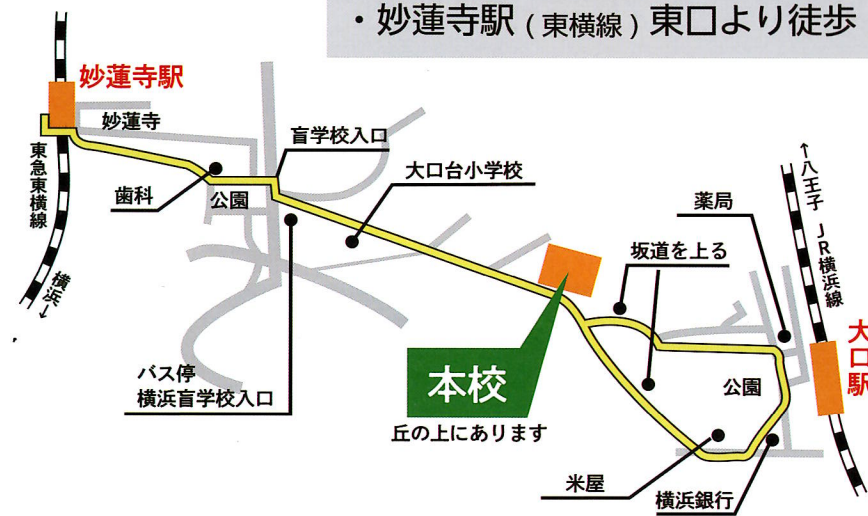 ・妙蓮寺駅（東横線）東口より徒歩
妙蓮寺駅
妙蓮寺
東急東横線
横浜↓
歯科
公園
盲学校入口
大口台小学校
バス停
横浜盲学校入口
本校
丘の上にあります
坂道を上る
薬局
↑八王子 JR横浜線
大口駅
公園
米屋
横浜銀行